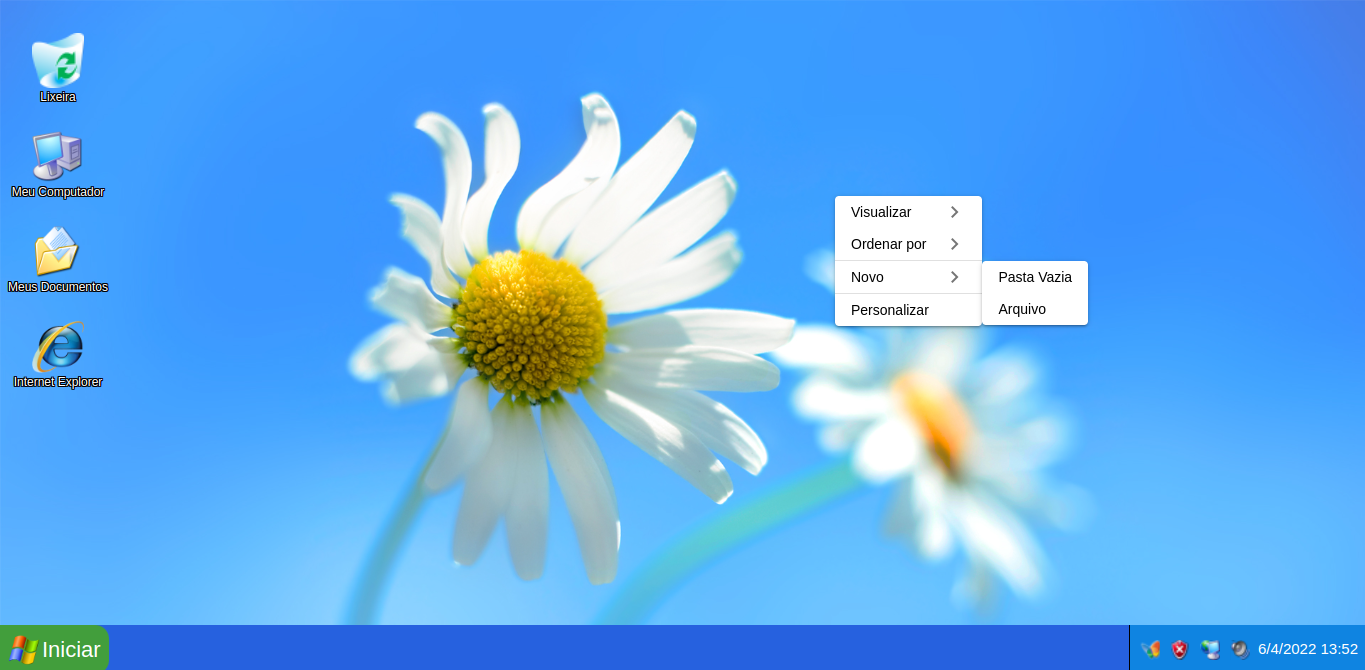 Lixeira
Meu Computador
Meus Documentos
Internet Explorer
Visualizar
Ordenar por
Novo
Personalizar
Pasta Vazia
Arquivo
Iniciar
6/4/2022 13:52